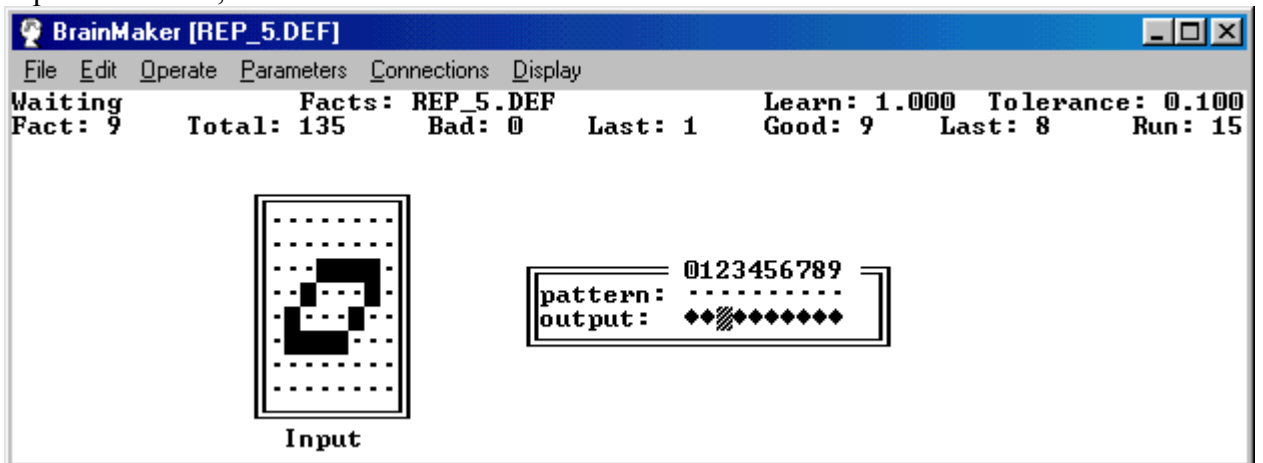 BrainMaker [REP_5.DEF]
File Edit Operate Parameters Connections Display
Waiting Facts: REP_5.DEF Learn: 1.000 Tolerance: 0.100
Fact: 9 Total: 135 Bad: 0 Last: 1 Good: 9 Last: 8 Run: 15
0123456789
pattern: ----------
output: ♦♦▨♦♦♦♦♦♦♦
Input